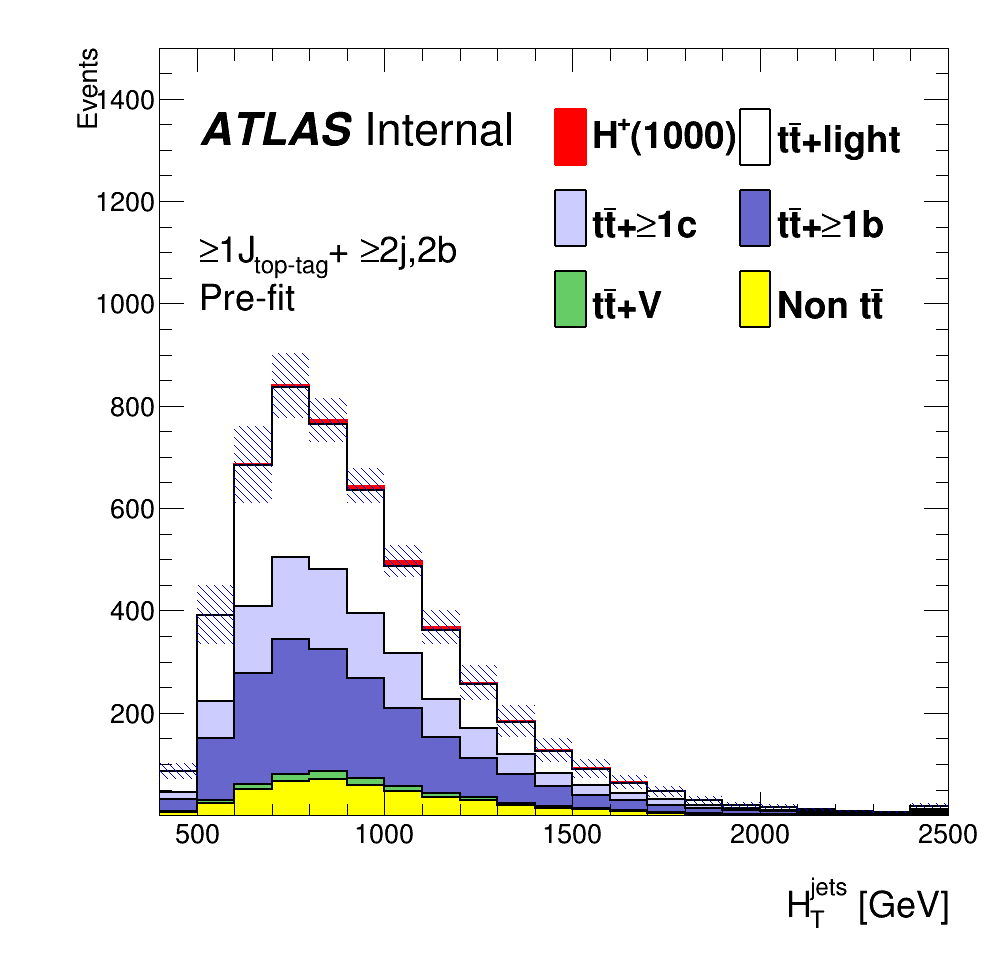 Events
1400
1200
1000
800
600
400
200
ATLAS Internal
≥1J_top-tag+ ≥2j,2b
Pre-fit
H⁺(1000)
tt̄+light
tt̄+≥1c
tt̄+≥1b
tt̄+V
Non tt̄
500 1000 1500 2000 2500
H_T^jets [GeV]